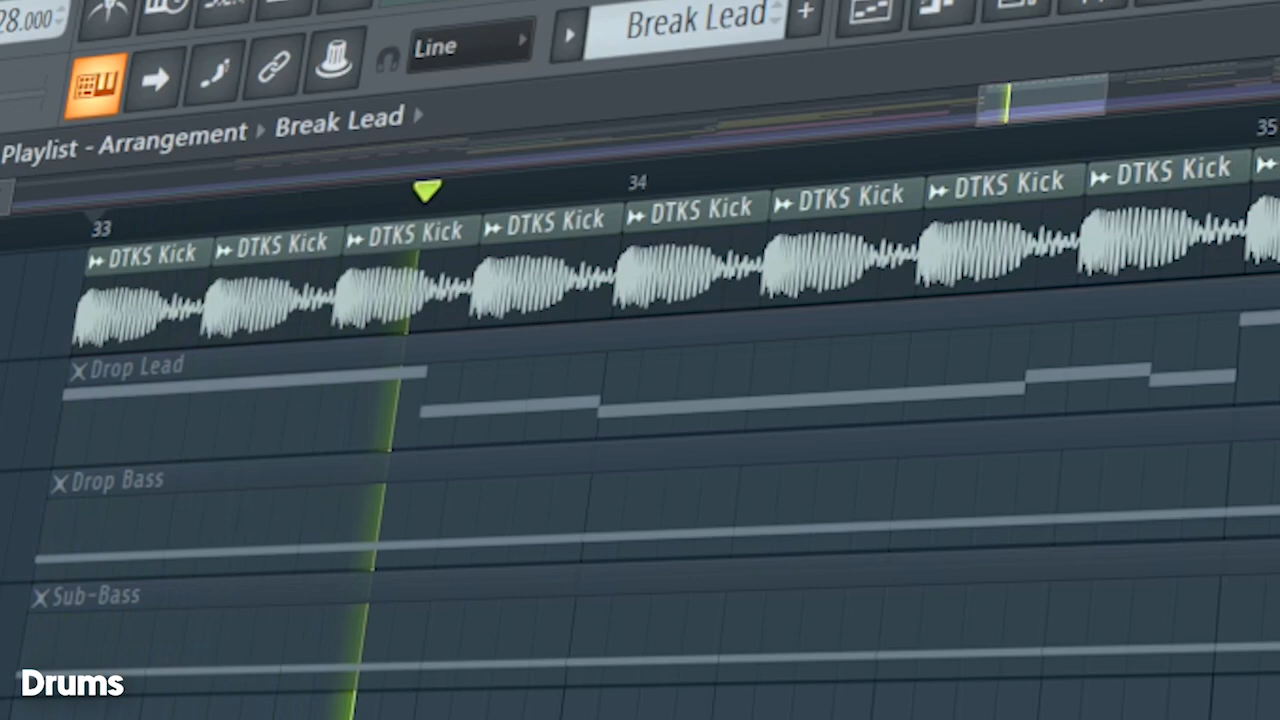 28.000
Line
Break Lead
+
Playlist - Arrangement Break Lead
33
34
35
DTKS Kick
DTKS Kick
DTKS Kick
DTKS Kick
DTKS Kick
DTKS Kick
DTKS Kick
DTKS Kick
Drop Lead
Drop Bass
Sub-Bass
Drums